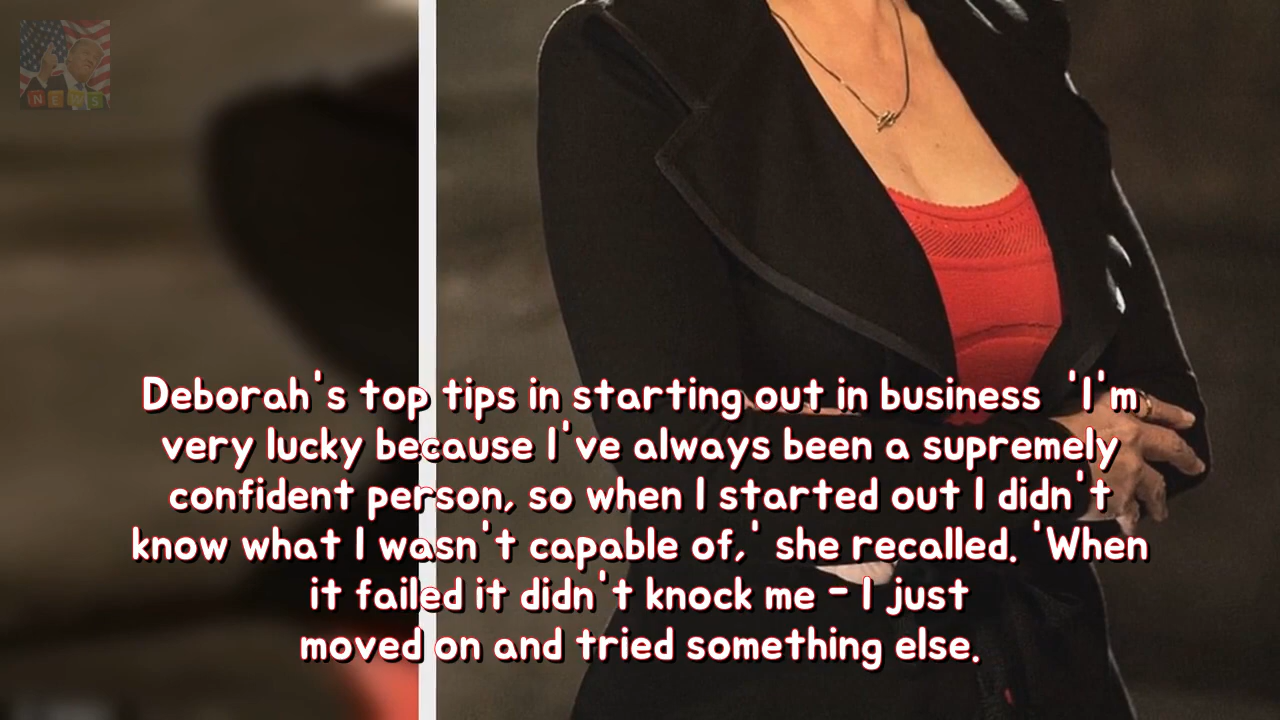 NEWS
Deborah's top tips in starting out in business 'I'm
very lucky because I've always been a supremely
confident person, so when I started out I didn't
know what I wasn't capable of,' she recalled. 'When
it failed it didn't knock me - I just
moved on and tried something else.